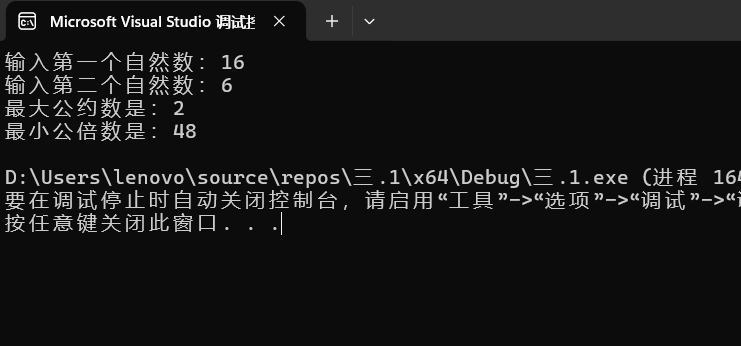 Microsoft Visual Studio 调试控
输入第一个自然数：16
输入第二个自然数：6
最大公约数是：2
最小公倍数是：48
D:\Users\lenovo\source\repos\三.1\x64\Debug\三.1.exe (进程 164
要在调试停止时自动关闭控制台，请启用“工具”->“选项”->“调试”->“
按任意键关闭此窗口. . .